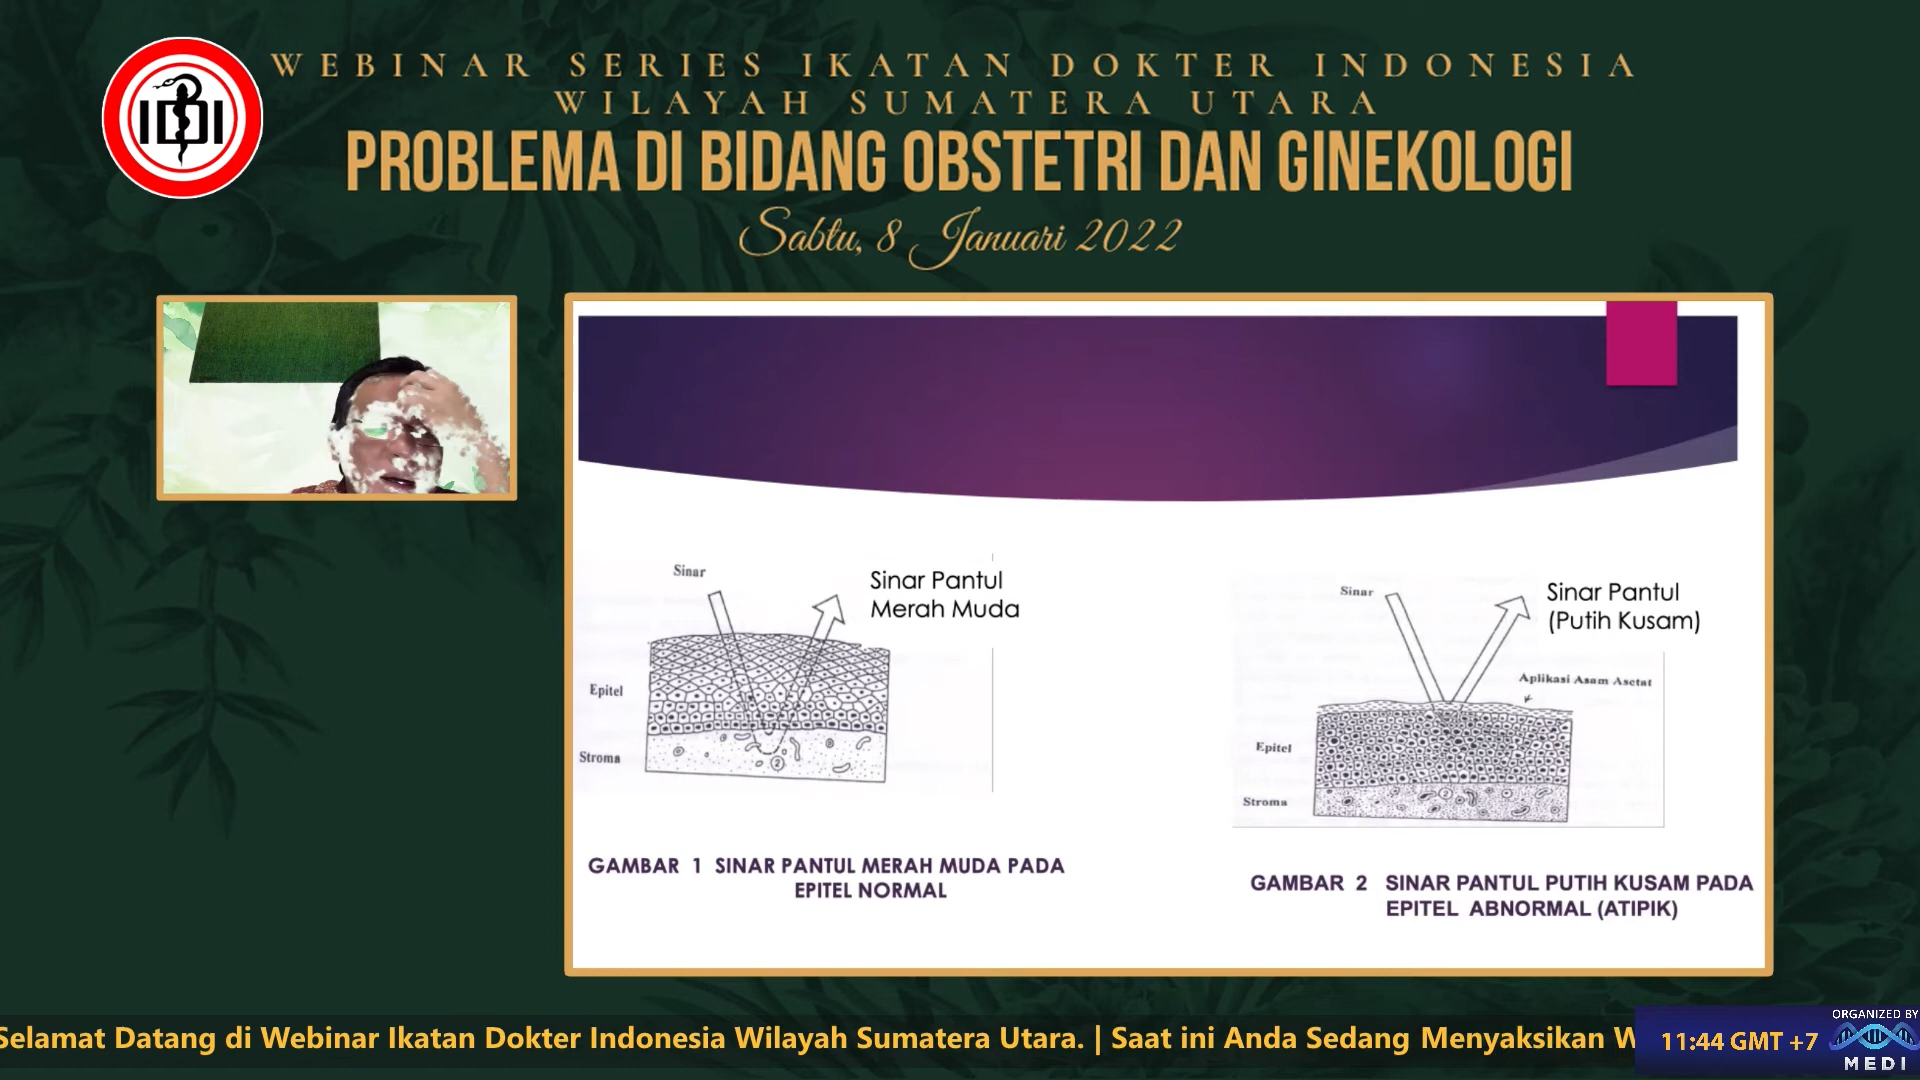 WEBINAR SERIES IKATAN DOKTER INDONESIA
WILAYAH SUMATERA UTARA
PROBLEMA DI BIDANG OBSTETRI DAN GINEKOLOGI
Sabtu, 8 Januari 2022
IDI
Sinar
Sinar Pantul
Merah Muda
Epitel
Stroma
2
GAMBAR 1 SINAR PANTUL MERAH MUDA PADA
EPITEL NORMAL
Sinar
Sinar Pantul
(Putih Kusam)
Aplikasi Asam Asetat
Epitel
Stroma
2
GAMBAR 2 SINAR PANTUL PUTIH KUSAM PADA
EPITEL ABNORMAL (ATIPIK)
Selamat Datang di Webinar Ikatan Dokter Indonesia Wilayah Sumatera Utara. | Saat ini Anda Sedang Menyaksikan W
11:44 GMT +7
ORGANIZED BY
MEDI